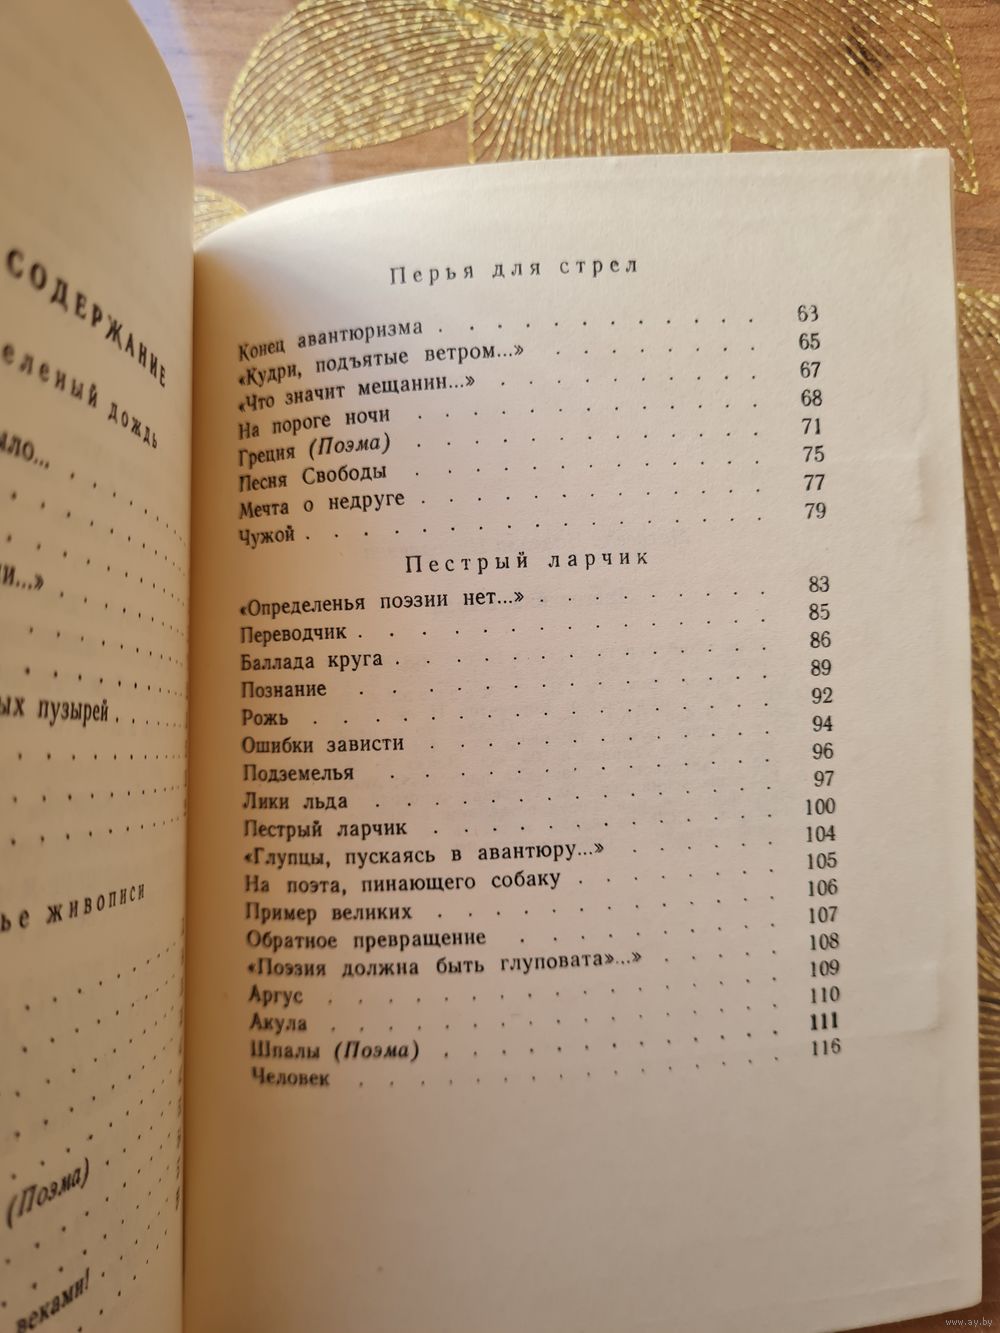 СОДЕРЖАНИЕ
еленый дождь
ыло...
и...»
ых пузырей
ье живописи
(Поэма)
веками!
Перья для стрел
Конец авантюризма . . . . . . . . . . . 63
«Кудри, подъятые ветром...» . . . . . . . 65
«Что значит мещанин...» . . . . . . . . . 67
На пороге ночи . . . . . . . . . . . . 68
Греция (Поэма) . . . . . . . . . . . . 71
Песня Свободы . . . . . . . . . . . . 75
Мечта о недруге . . . . . . . . . . . . 77
Чужой . . . . . . . . . . . . . . . . 79
Пестрый ларчик
«Определенья поэзии нет...» . . . . . . . . 83
Переводчик . . . . . . . . . . . . . . 85
Баллада круга . . . . . . . . . . . . . 86
Познание . . . . . . . . . . . . . . 89
Рожь . . . . . . . . . . . . . . . . 92
Ошибки зависти . . . . . . . . . . . . 94
Подземелья . . . . . . . . . . . . . 96
Лики льда . . . . . . . . . . . . . . 97
Пестрый ларчик . . . . . . . . . . . . 100
«Глупцы, пускаясь в авантюру...» . . . . . 104
На поэта, пинающего собаку . . . . . . . 105
Пример великих . . . . . . . . . . . . 106
Обратное превращение . . . . . . . . . 107
«Поэзия должна быть глуповата»...» . . . . 108
Аргус . . . . . . . . . . . . . . . . 109
Акула . . . . . . . . . . . . . . . . 110
Шпалы (Поэма) . . . . . . . . . . . . 111
Человек . . . . . . . . . . . . . . . 116
www.ay.by